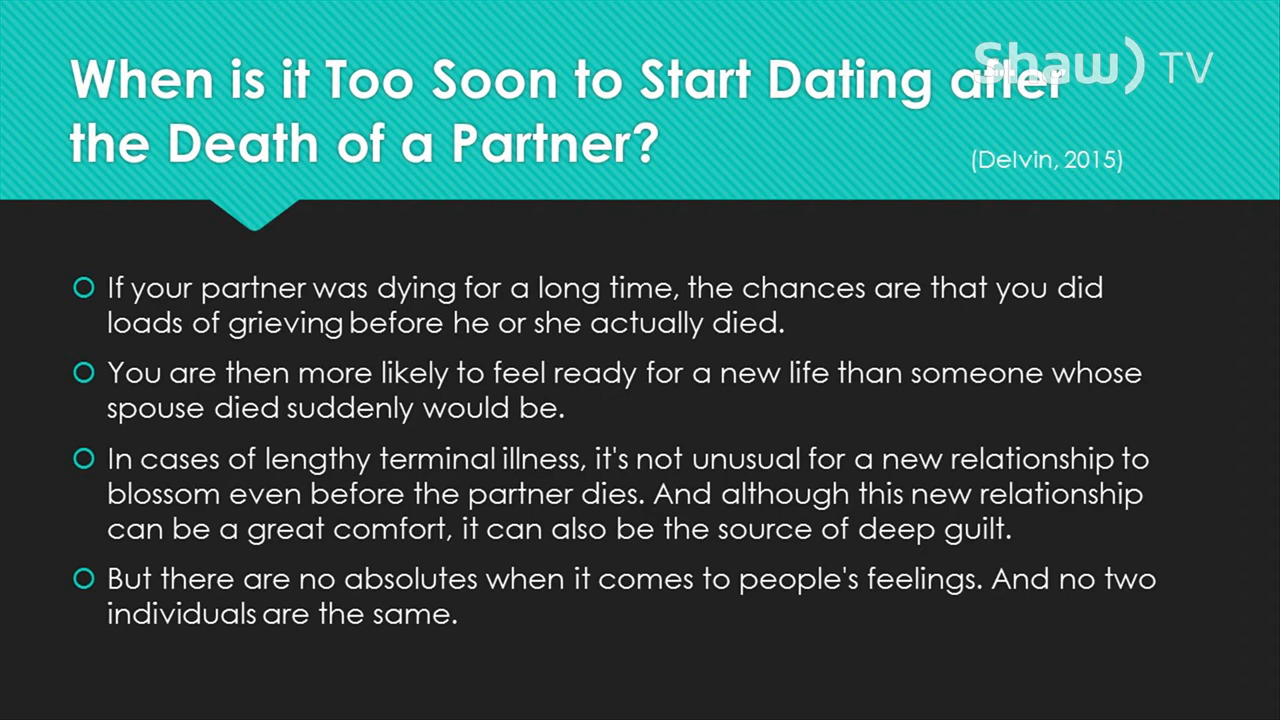 When is it Too Soon to Start Dating after
Shaw) TV
the Death of a Partner?
(Delvin, 2015)
If your partner was dying for a long time, the chances are that you did
loads of grieving before he or she actually died.
You are then more likely to feel ready for a new life than someone whose
spouse died suddenly would be.
In cases of lengthy terminal illness, it's not unusual for a new relationship to
blossom even before the partner dies. And although this new relationship
can be a great comfort, it can also be the source of deep guilt.
But there are no absolutes when it comes to people's feelings. And no two
individuals are the same.